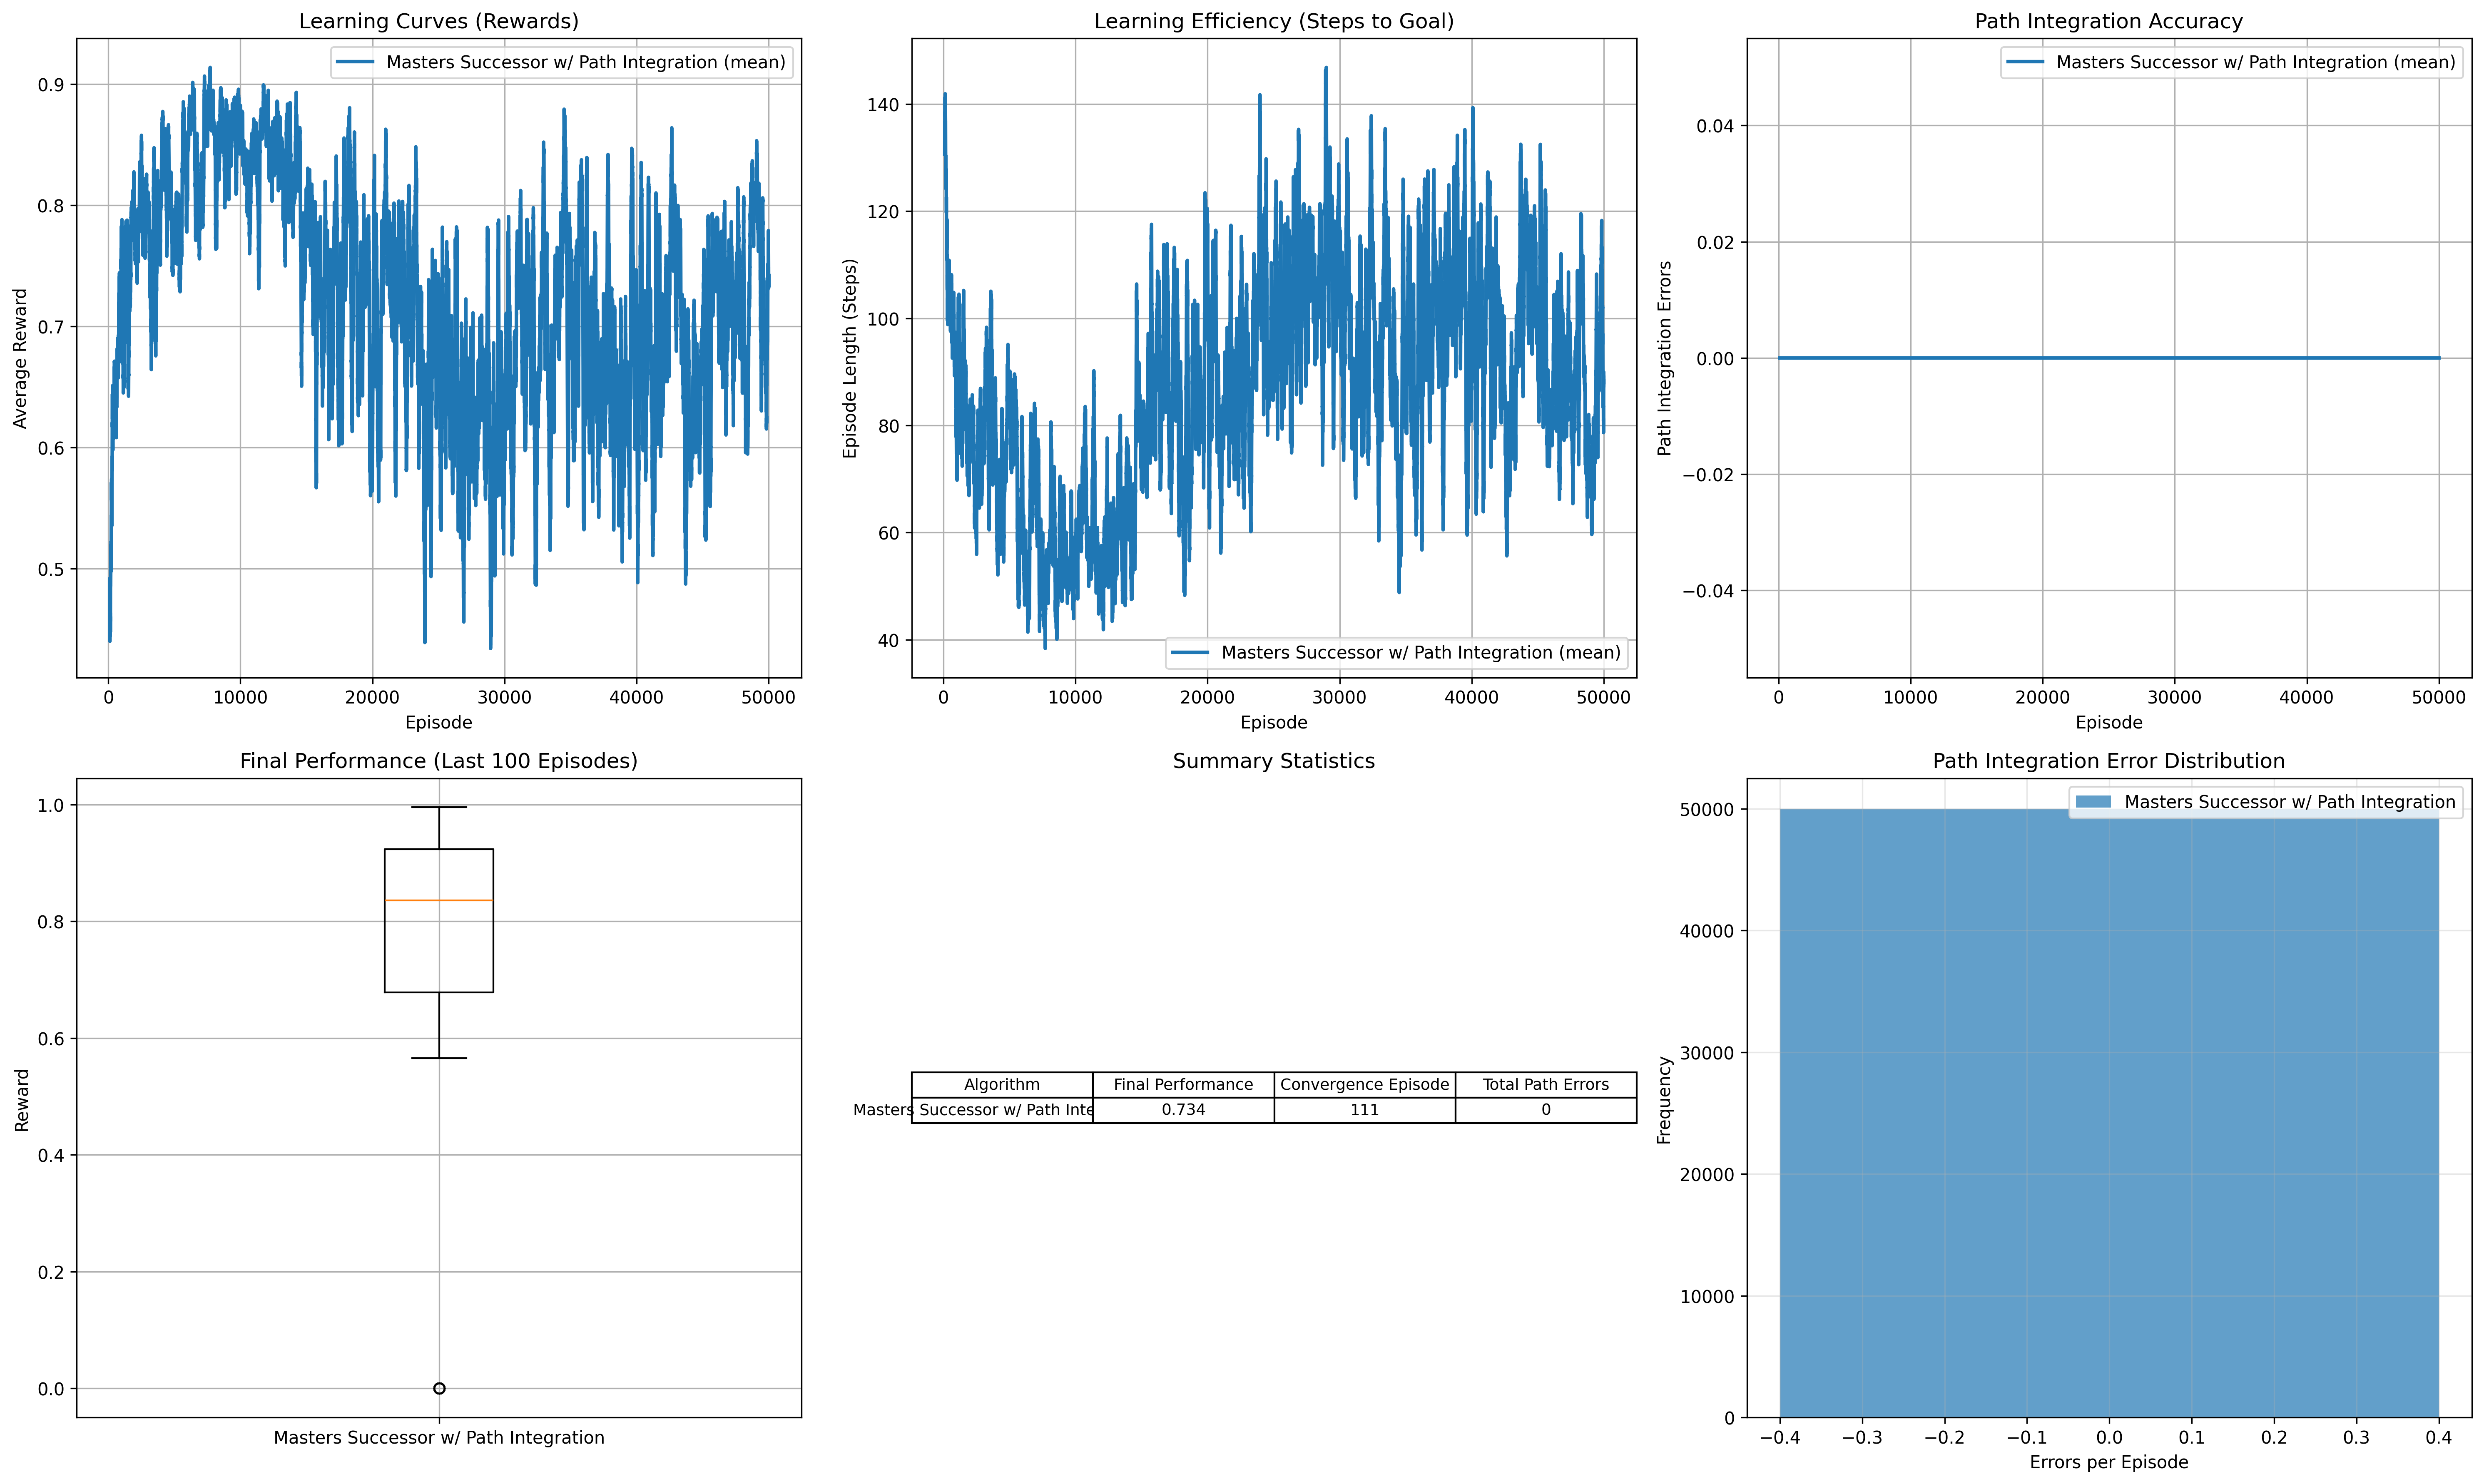 Learning Curves (Rewards)
Masters Successor w/ Path Integration (mean)
Average Reward
0.9
0.8
0.7
0.6
0.5
0 10000 20000 30000 40000 50000
Episode
Learning Efficiency (Steps to Goal)
Episode Length (Steps)
140
120
100
80
60
40
Masters Successor w/ Path Integration (mean)
0 10000 20000 30000 40000 50000
Episode
Path Integration Accuracy
Masters Successor w/ Path Integration (mean)
Path Integration Errors
0.04
0.02
0.00
−0.02
−0.04
0 10000 20000 30000 40000 50000
Episode
Final Performance (Last 100 Episodes)
Reward
1.0
0.8
0.6
0.4
0.2
0.0
Masters Successor w/ Path Integration
Summary Statistics
Algorithm Final Performance Convergence Episode Total Path Errors
Masters Successor w/ Path Inte 0.734 111 0
Path Integration Error Distribution
Masters Successor w/ Path Integration
Frequency
50000
40000
30000
20000
10000
0
−0.4 −0.3 −0.2 −0.1 0.0 0.1 0.2 0.3 0.4
Errors per Episode